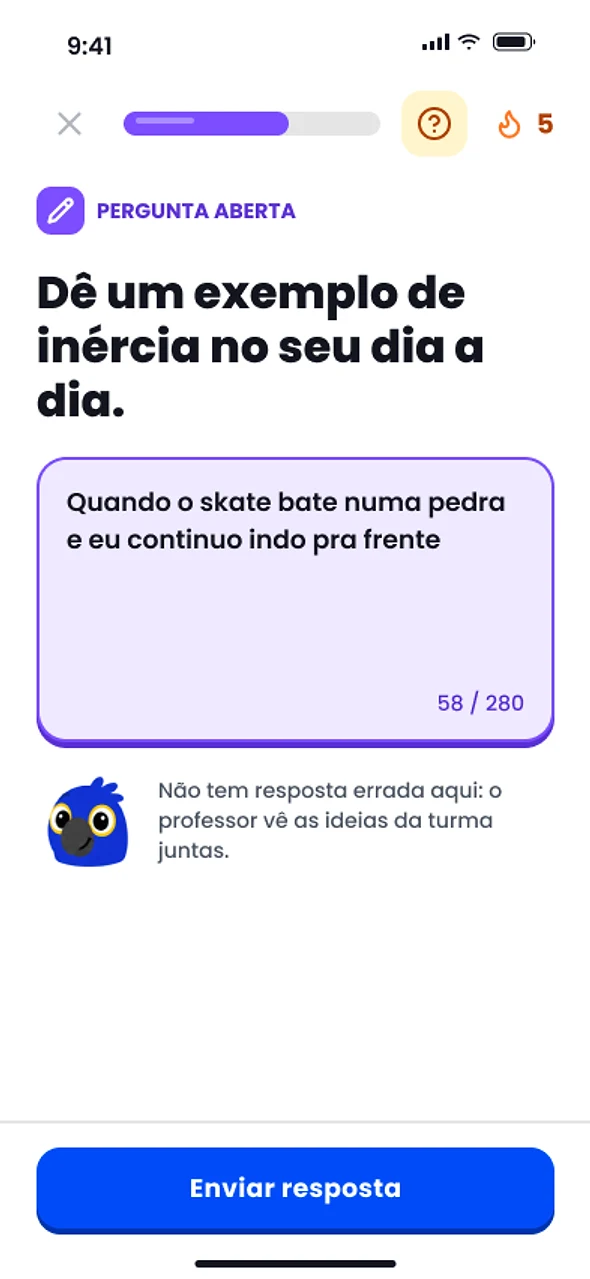 9:41
5
PERGUNTA ABERTA
Dê um exemplo de
inércia no seu dia a
dia.
Quando o skate bate numa pedra
e eu continuo indo pra frente
58 / 280
Não tem resposta errada aqui: o
professor vê as ideias da turma
juntas.
Enviar resposta